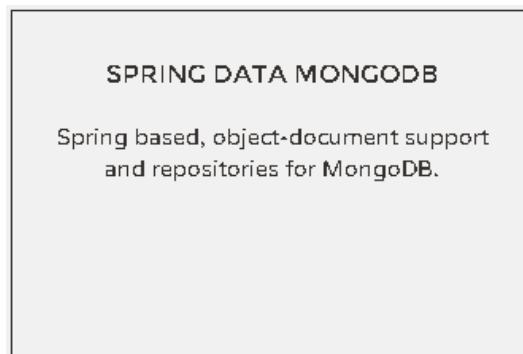 SPRING DATA MONGODB
Spring based, object-document support
and repositories for MongoDB.